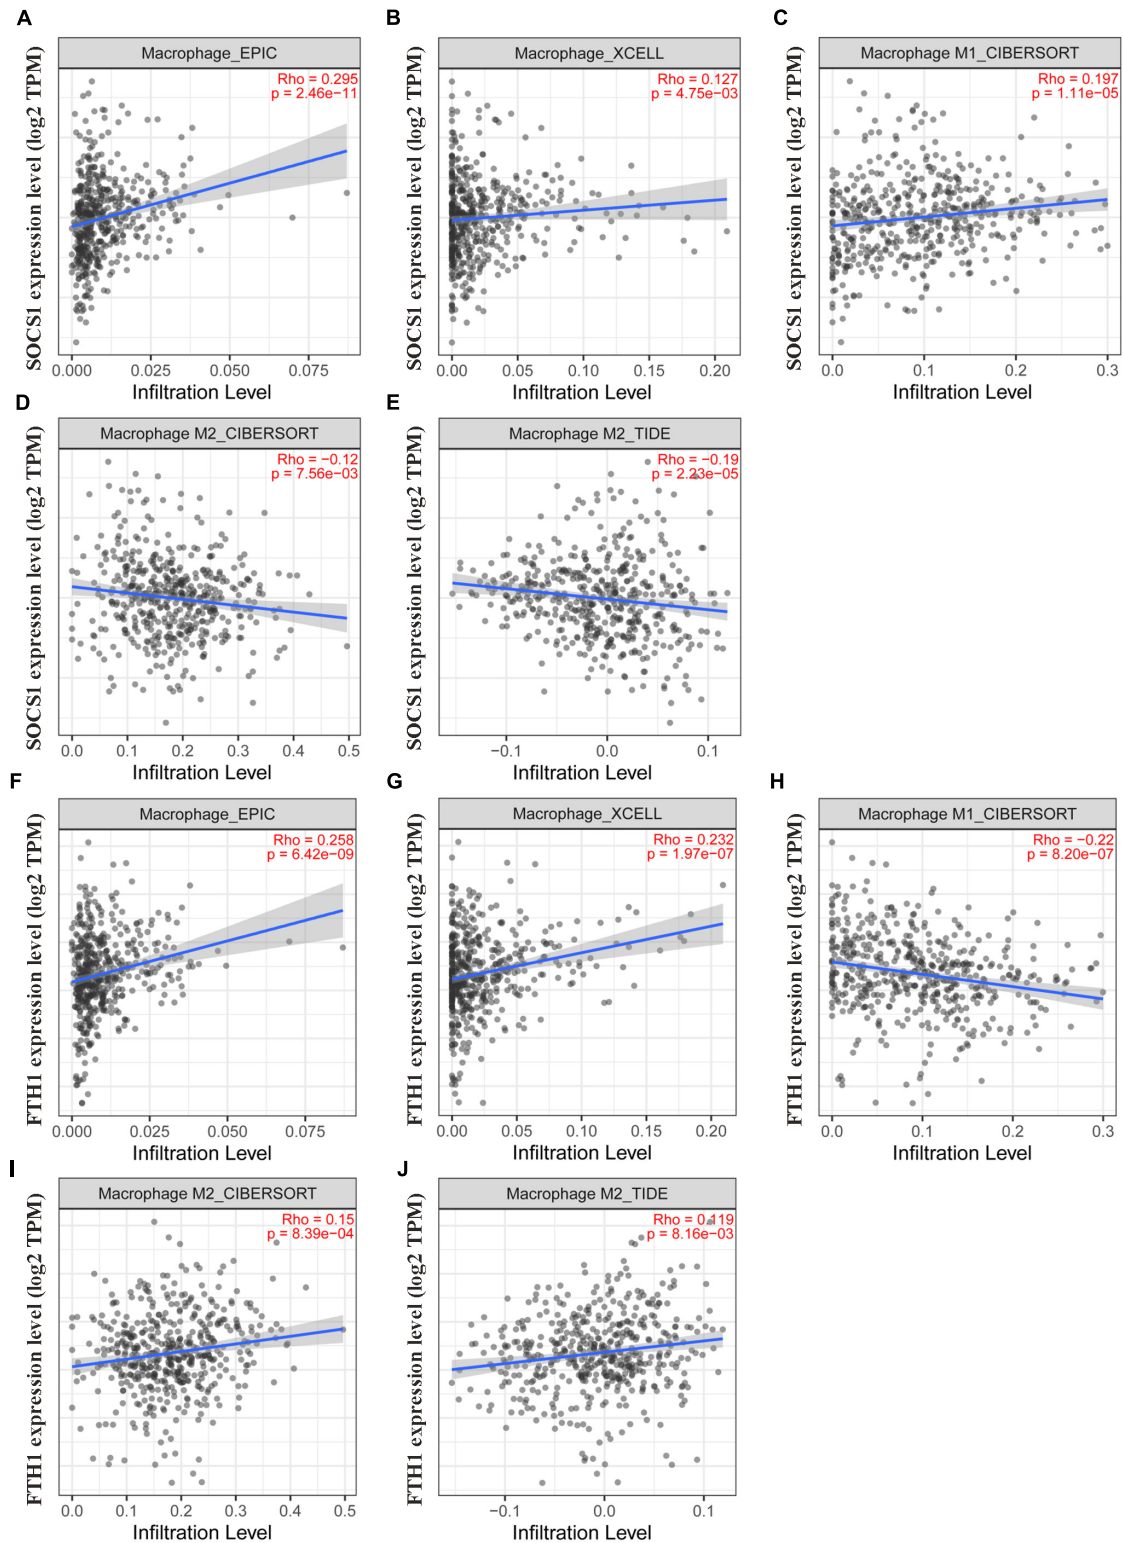 A
Macrophage_EPIC
Rho = 0.295
p = 2.46e−11
SOCS1 expression level (log2 TPM)
0.000 0.025 0.050 0.075
Infiltration Level
B
Macrophage_XCELL
Rho = 0.127
p = 4.75e−03
SOCS1 expression level (log2 TPM)
0.00 0.05 0.10 0.15 0.20
Infiltration Level
C
Macrophage M1_CIBERSORT
Rho = 0.197
p = 1.11e−05
SOCS1 expression level (log2 TPM)
0.0 0.1 0.2 0.3
Infiltration Level
D
Macrophage M2_CIBERSORT
Rho = −0.12
p = 7.56e−03
SOCS1 expression level (log2 TPM)
0.0 0.1 0.2 0.3 0.4 0.5
Infiltration Level
E
Macrophage M2_TIDE
Rho = −0.19
p = 2.23e−05
SOCS1 expression level (log2 TPM)
−0.1 0.0 0.1
Infiltration Level
F
Macrophage_EPIC
Rho = 0.258
p = 6.42e−09
FTH1 expression level (log2 TPM)
0.000 0.025 0.050 0.075
Infiltration Level
G
Macrophage_XCELL
Rho = 0.232
p = 1.97e−07
FTH1 expression level (log2 TPM)
0.00 0.05 0.10 0.15 0.20
Infiltration Level
H
Macrophage M1_CIBERSORT
Rho = −0.22
p = 8.20e−07
FTH1 expression level (log2 TPM)
0.0 0.1 0.2 0.3
Infiltration Level
I
Macrophage M2_CIBERSORT
Rho = 0.15
p = 8.39e−04
FTH1 expression level (log2 TPM)
0.0 0.1 0.2 0.3 0.4 0.5
Infiltration Level
J
Macrophage M2_TIDE
Rho = 0.119
p = 8.16e−03
FTH1 expression level (log2 TPM)
−0.1 0.0 0.1
Infiltration Level